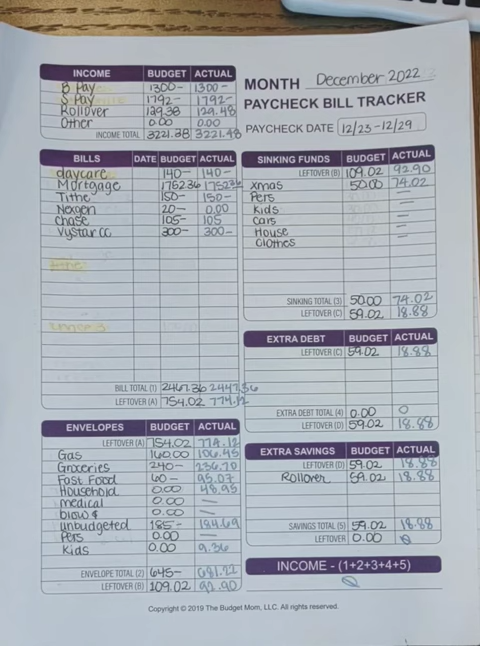 INCOME BUDGET ACTUAL
B Pay 1300- 1300-
S Pay 1792- 1792-
Rollover 129.38 129.48
Other 0.00 0.00
INCOME TOTAL 3221.38 3221.48
MONTH December 2022
PAYCHECK BILL TRACKER
PAYCHECK DATE 12/23-12/29
BILLS DATE BUDGET ACTUAL
daycare 140- 140-
Mortgage 1752.36 1752.36
Tithe 150- 150-
Nexgen 20- 0.00
Chase 105- 105
Vystar CC 300- 300-
BILL TOTAL (1) 2467.36 2447.36
LEFTOVER (A) 754.02 774.12
ENVELOPES BUDGET ACTUAL
LEFTOVER (A) 754.02 774.12
Gas 160.00 106.45
Groceries 240- 236.70
Fast Food 60- 95.07
Household 0.00 48.95
medical 0.00 —
blow $ 0.00 —
unbudgeted 185- 184.69
Pers 0.00 —
Kids 0.00 9.36
ENVELOPE TOTAL (2) 645- 681.22
LEFTOVER (B) 109.02 92.90
SINKING FUNDS BUDGET ACTUAL
LEFTOVER (B) 109.02 92.90
Xmas 50.00 74.02
Pers —
Kids —
Cars —
House —
Clothes
SINKING TOTAL (3) 50.00 74.02
LEFTOVER (C) 59.02 18.88
EXTRA DEBT BUDGET ACTUAL
LEFTOVER (C) 59.02 18.88
EXTRA DEBT TOTAL (4) 0.00 0
LEFTOVER (D) 59.02 18.88
EXTRA SAVINGS BUDGET ACTUAL
LEFTOVER (D) 59.02 18.88
Rollover 59.02 18.88
SAVINGS TOTAL (5) 59.02 18.88
LEFTOVER 0.00 0
INCOME - (1+2+3+4+5)
0
Copyright © 2019 The Budget Mom, LLC. All rights reserved.